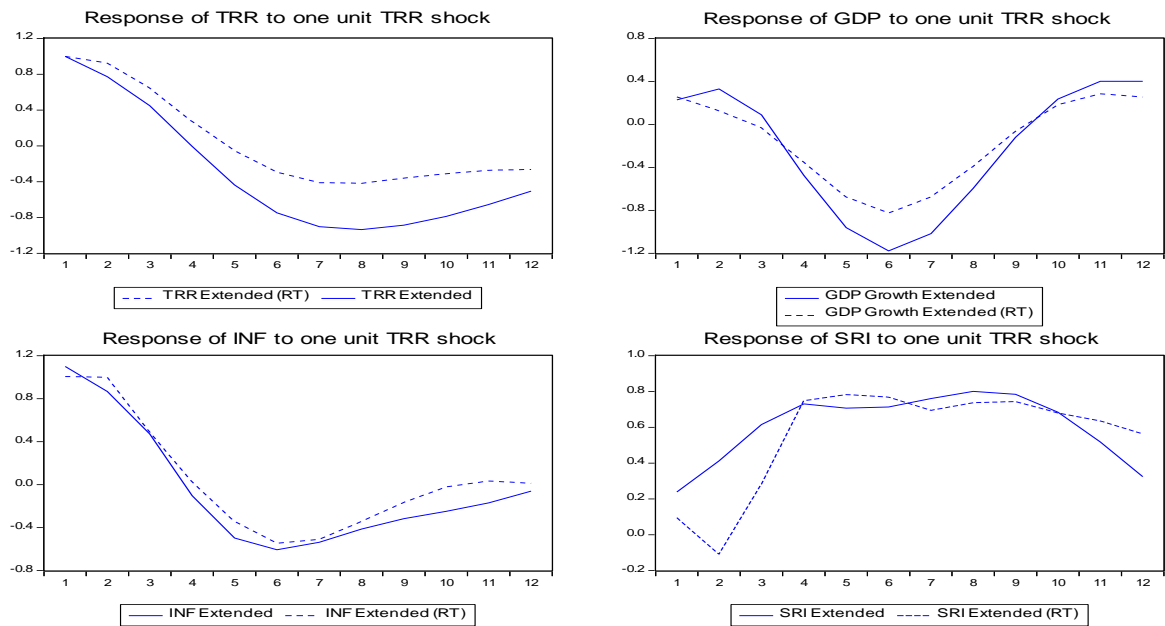 Response of TRR to one unit TRR shock
1.2
0.8
0.4
0.0
-0.4
-0.8
-1.2
1 2 3 4 5 6 7 8 9 10 11 12
TRR Extended (RT) TRR Extended
Response of GDP to one unit TRR shock
0.8
0.4
0.0
-0.4
-0.8
-1.2
1 2 3 4 5 6 7 8 9 10 11 12
GDP Growth Extended
GDP Growth Extended (RT)
Response of INF to one unit TRR shock
1.2
0.8
0.4
0.0
-0.4
-0.8
1 2 3 4 5 6 7 8 9 10 11 12
INF Extended INF Extended (RT)
Response of SRI to one unit TRR shock
1.0
0.8
0.6
0.4
0.2
0.0
-0.2
1 2 3 4 5 6 7 8 9 10 11 12
SRI Extended SRI Extended (RT)